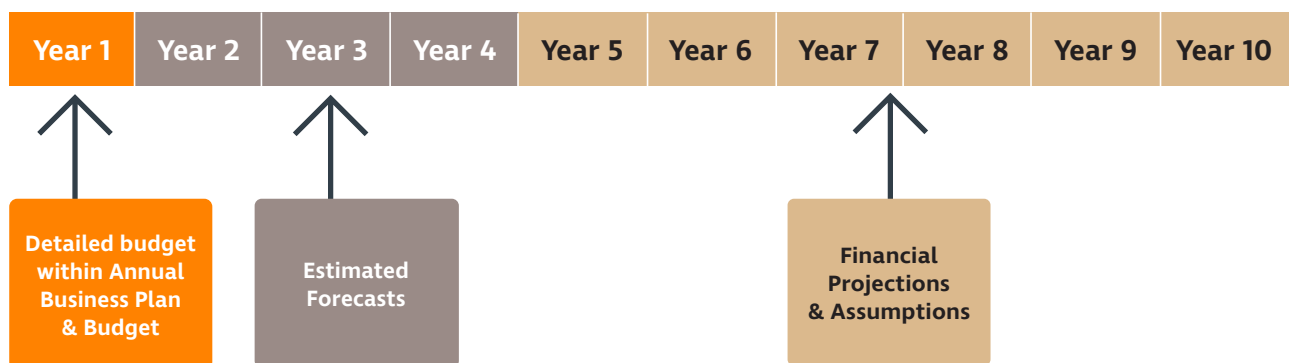 Year 1 Year 2 Year 3 Year 4 Year 5 Year 6 Year 7 Year 8 Year 9 Year 10
Detailed budget
within Annual
Business Plan
& Budget
Estimated
Forecasts
Financial
Projections
& Assumptions